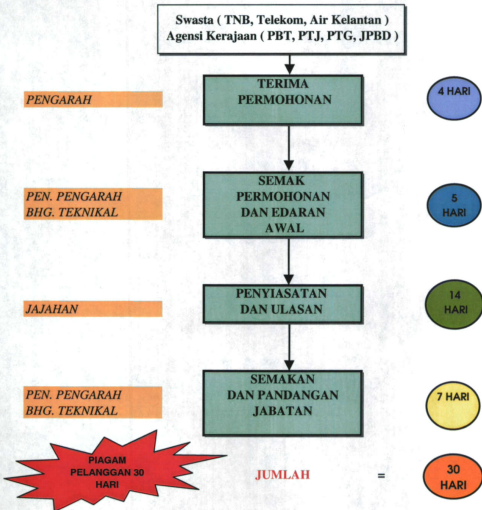 Swasta ( TNB, Telekom, Air Kelantan )
Agensi Kerajaan ( PBT, PTJ, PTG, JPBD )
PENGARAH
TERIMA
PERMOHONAN
4 HARI
PEN. PENGARAH
BHG. TEKNIKAL
SEMAK
PERMOHONAN
DAN EDARAN
AWAL
5
HARI
JAJAHAN
PENYIASATAN
DAN ULASAN
14
HARI
PEN. PENGARAH
BHG. TEKNIKAL
SEMAKAN
DAN PANDANGAN
JABATAN
7 HARI
PIAGAM
PELANGGAN 30
HARI
JUMLAH =
30
HARI